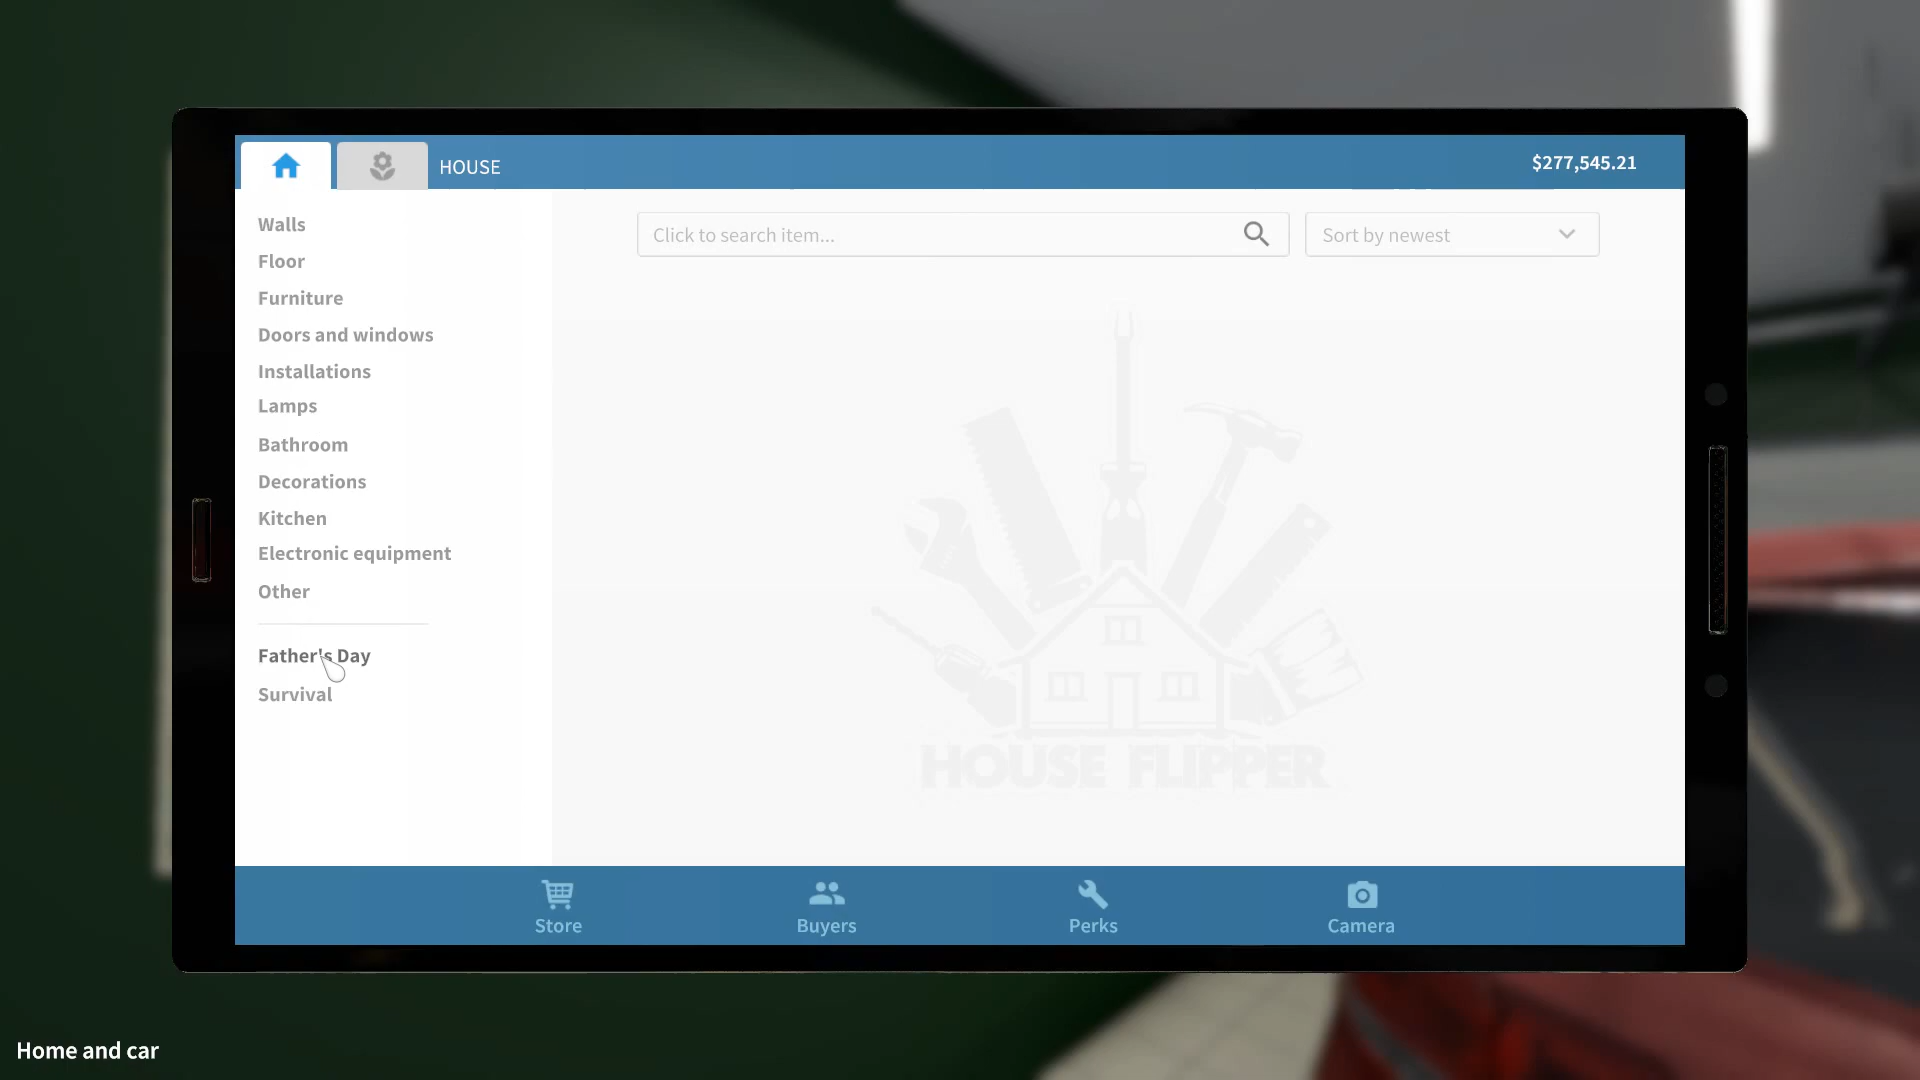 HOUSE
$277,545.21
Walls
Floor
Furniture
Doors and windows
Installations
Lamps
Bathroom
Decorations
Kitchen
Electronic equipment
Other
Father's Day
Survival
Click to search item...
Sort by newest
HOUSE FLIPPER
Store
Buyers
Perks
Camera
Home and car